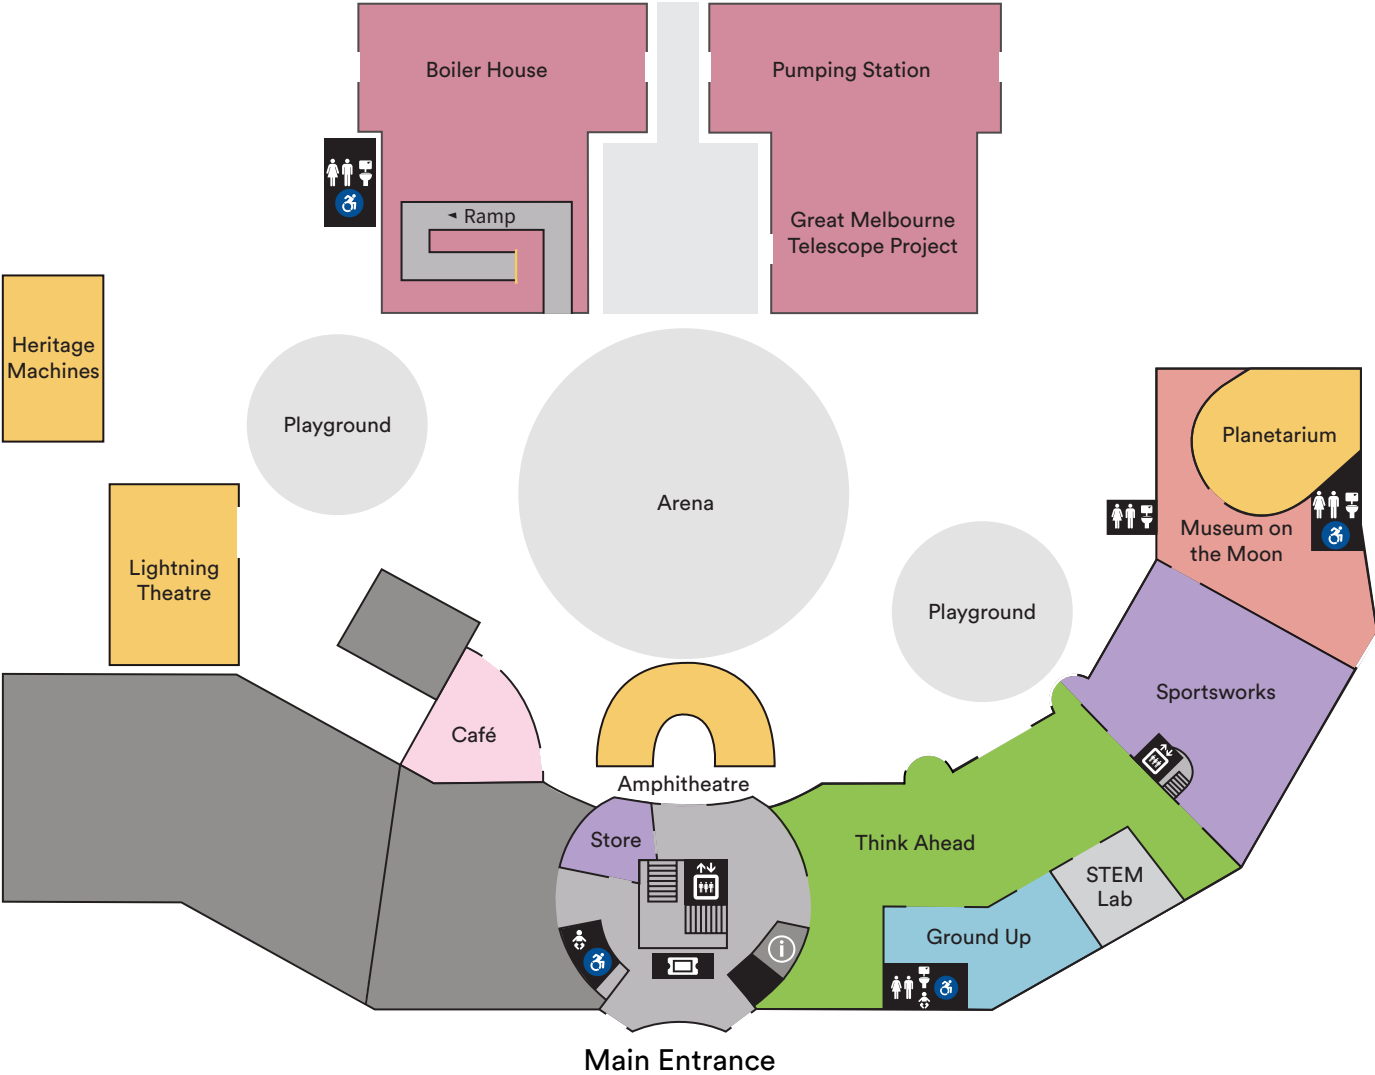 Boiler House
Pumping Station
Ramp
Great Melbourne
Telescope Project
Heritage
Machines
Playground
Planetarium
Arena
Museum on
the Moon
Lightning
Theatre
Playground
Sportsworks
Café
Amphitheatre
Store
Think Ahead
STEM
Lab
Ground Up
Main Entrance